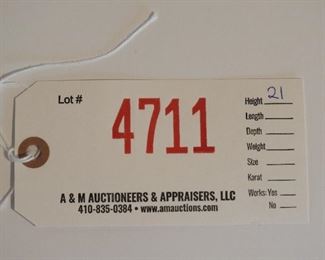 Lot #
4711
Height 21
Length
Depth
Weight
Size
Karat
Works: Yes
No
A & M AUCTIONEERS & APPRAISERS, LLC
410-835-0384 • www.amauctions.com